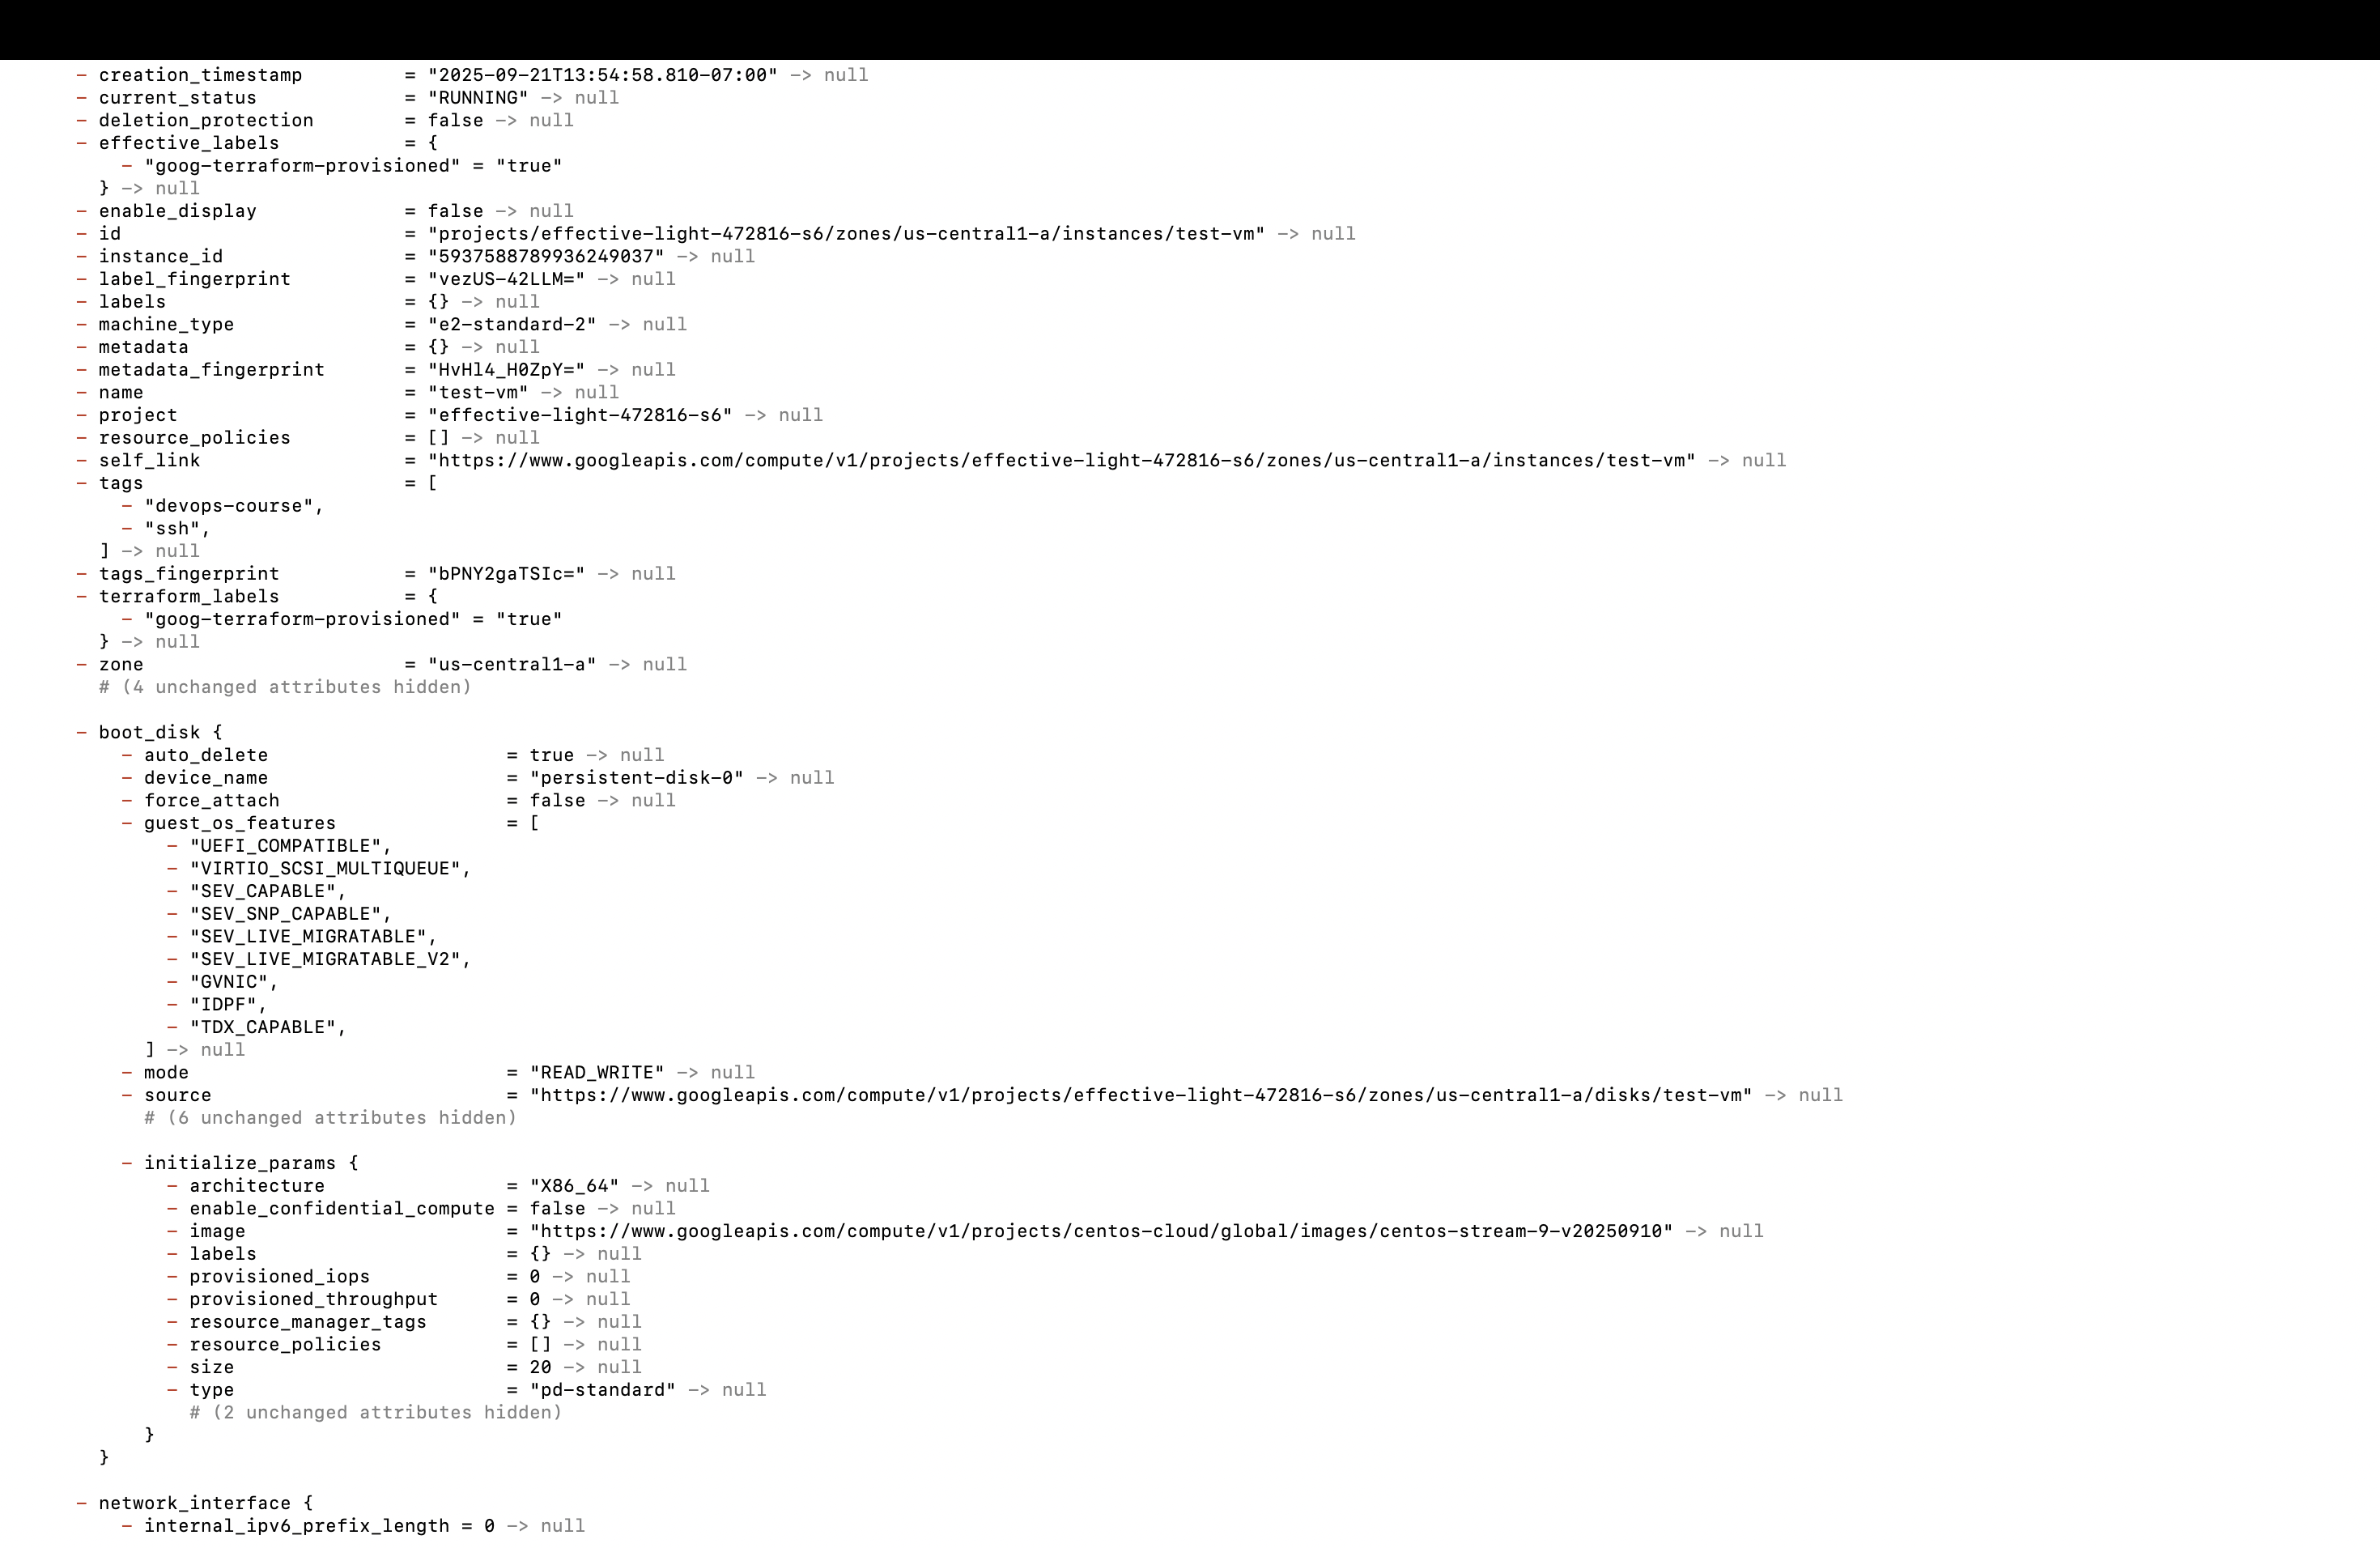 - creation_timestamp         = "2025-09-21T13:54:58.810-07:00" -> null
- current_status             = "RUNNING" -> null
- deletion_protection        = false -> null
- effective_labels           = {
    - "goog-terraform-provisioned" = "true"
  } -> null
- enable_display             = false -> null
- id                         = "projects/effective-light-472816-s6/zones/us-central1-a/instances/test-vm" -> null
- instance_id                = "5937588789936249037" -> null
- label_fingerprint          = "vezUS-42LLM=" -> null
- labels                     = {} -> null
- machine_type               = "e2-standard-2" -> null
- metadata                   = {} -> null
- metadata_fingerprint       = "HvHl4_H0ZpY=" -> null
- name                       = "test-vm" -> null
- project                    = "effective-light-472816-s6" -> null
- resource_policies          = [] -> null
- self_link                  = "https://www.googleapis.com/compute/v1/projects/effective-light-472816-s6/zones/us-central1-a/instances/test-vm" -> null
- tags                       = [
    - "devops-course",
    - "ssh",
  ] -> null
- tags_fingerprint           = "bPNY2gaTSIc=" -> null
- terraform_labels           = {
    - "goog-terraform-provisioned" = "true"
  } -> null
- zone                       = "us-central1-a" -> null
  # (4 unchanged attributes hidden)

- boot_disk {
    - auto_delete                     = true -> null
    - device_name                     = "persistent-disk-0" -> null
    - force_attach                    = false -> null
    - guest_os_features               = [
        - "UEFI_COMPATIBLE",
        - "VIRTIO_SCSI_MULTIQUEUE",
        - "SEV_CAPABLE",
        - "SEV_SNP_CAPABLE",
        - "SEV_LIVE_MIGRATABLE",
        - "SEV_LIVE_MIGRATABLE_V2",
        - "GVNIC",
        - "IDPF",
        - "TDX_CAPABLE",
      ] -> null
    - mode                            = "READ_WRITE" -> null
    - source                          = "https://www.googleapis.com/compute/v1/projects/effective-light-472816-s6/zones/us-central1-a/disks/test-vm" -> null
      # (6 unchanged attributes hidden)

    - initialize_params {
        - architecture                = "X86_64" -> null
        - enable_confidential_compute = false -> null
        - image                       = "https://www.googleapis.com/compute/v1/projects/centos-cloud/global/images/centos-stream-9-v20250910" -> null
        - labels                      = {} -> null
        - provisioned_iops            = 0 -> null
        - provisioned_throughput      = 0 -> null
        - resource_manager_tags       = {} -> null
        - resource_policies           = [] -> null
        - size                        = 20 -> null
        - type                        = "pd-standard" -> null
          # (2 unchanged attributes hidden)
      }
  }

- network_interface {
    - internal_ipv6_prefix_length = 0 -> null